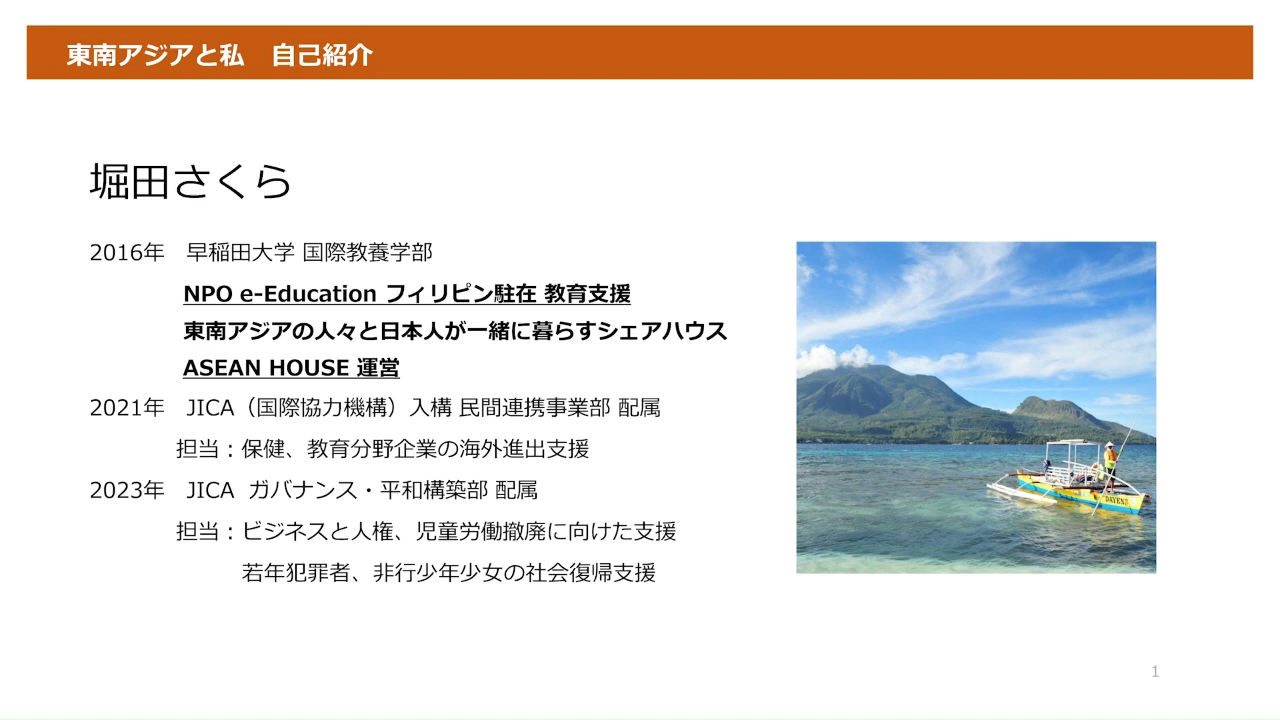 東南アジアと私　自己紹介
堀田さくら
2016年　早稲田大学 国際教養学部
NPO e-Education フィリピン駐在 教育支援
東南アジアの人々と日本人が一緒に暮らすシェアハウス
ASEAN HOUSE 運営
2021年　JICA（国際協力機構）入構 民間連携事業部 配属
担当：保健、教育分野企業の海外進出支援
2023年　JICA ガバナンス・平和構築部 配属
担当：ビジネスと人権、児童労働撤廃に向けた支援
若年犯罪者、非行少年少女の社会復帰支援
DAYEN
1